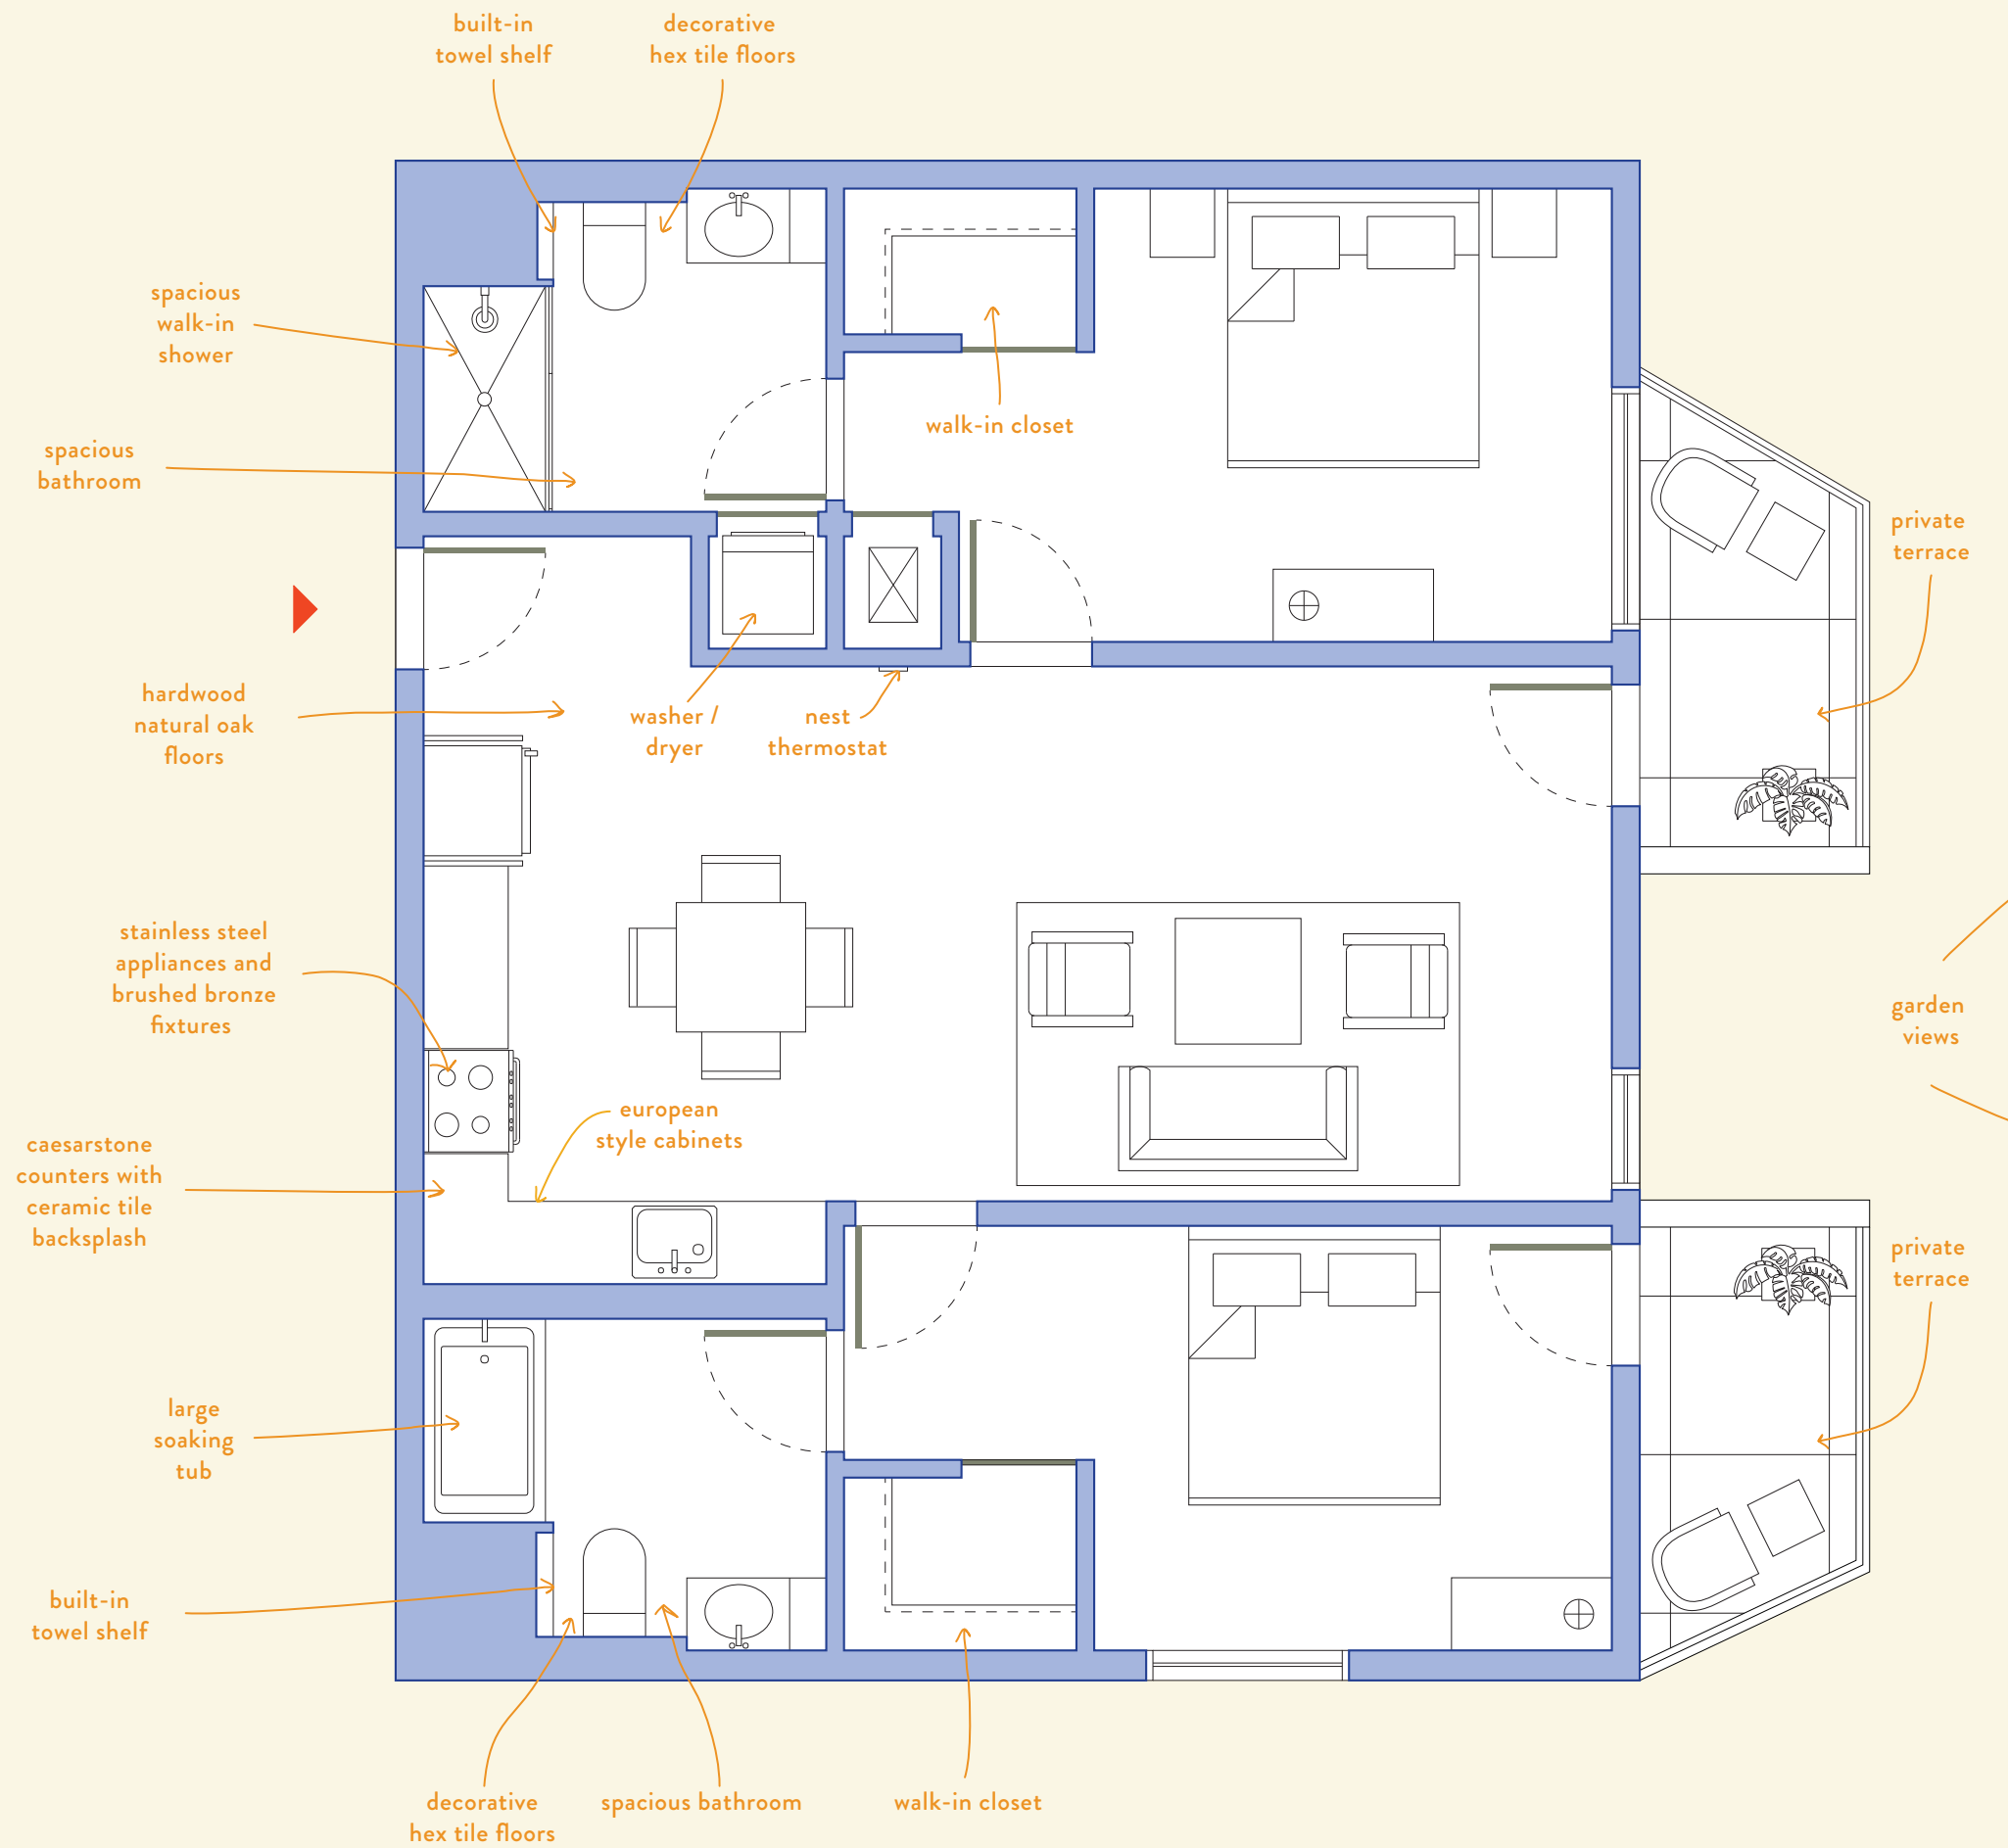 built-in
towel shelf
decorative
hex tile floors
spacious
walk-in
shower
walk-in closet
spacious
bathroom
private
terrace
hardwood
natural oak
floors
washer /
dryer
nest
thermostat
stainless steel
appliances and
brushed bronze
fixtures
garden
views
european
style cabinets
caesarstone
counters with
ceramic tile
backsplash
private
terrace
large
soaking
tub
built-in
towel shelf
decorative
hex tile floors
spacious bathroom
walk-in closet